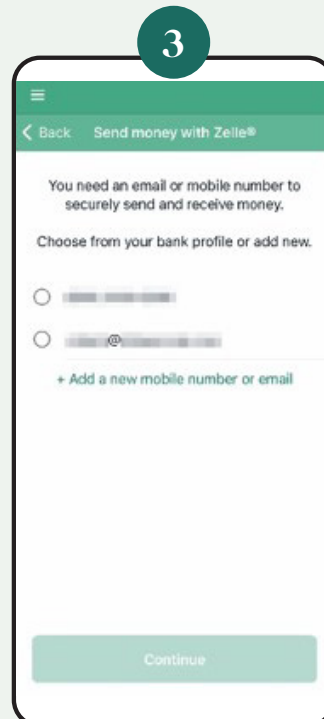 3
Back Send money with Zelle®
You need an email or mobile number to
securely send and receive money.
Choose from your bank profile or add new.
@
+ Add a new mobile number or email
Continue